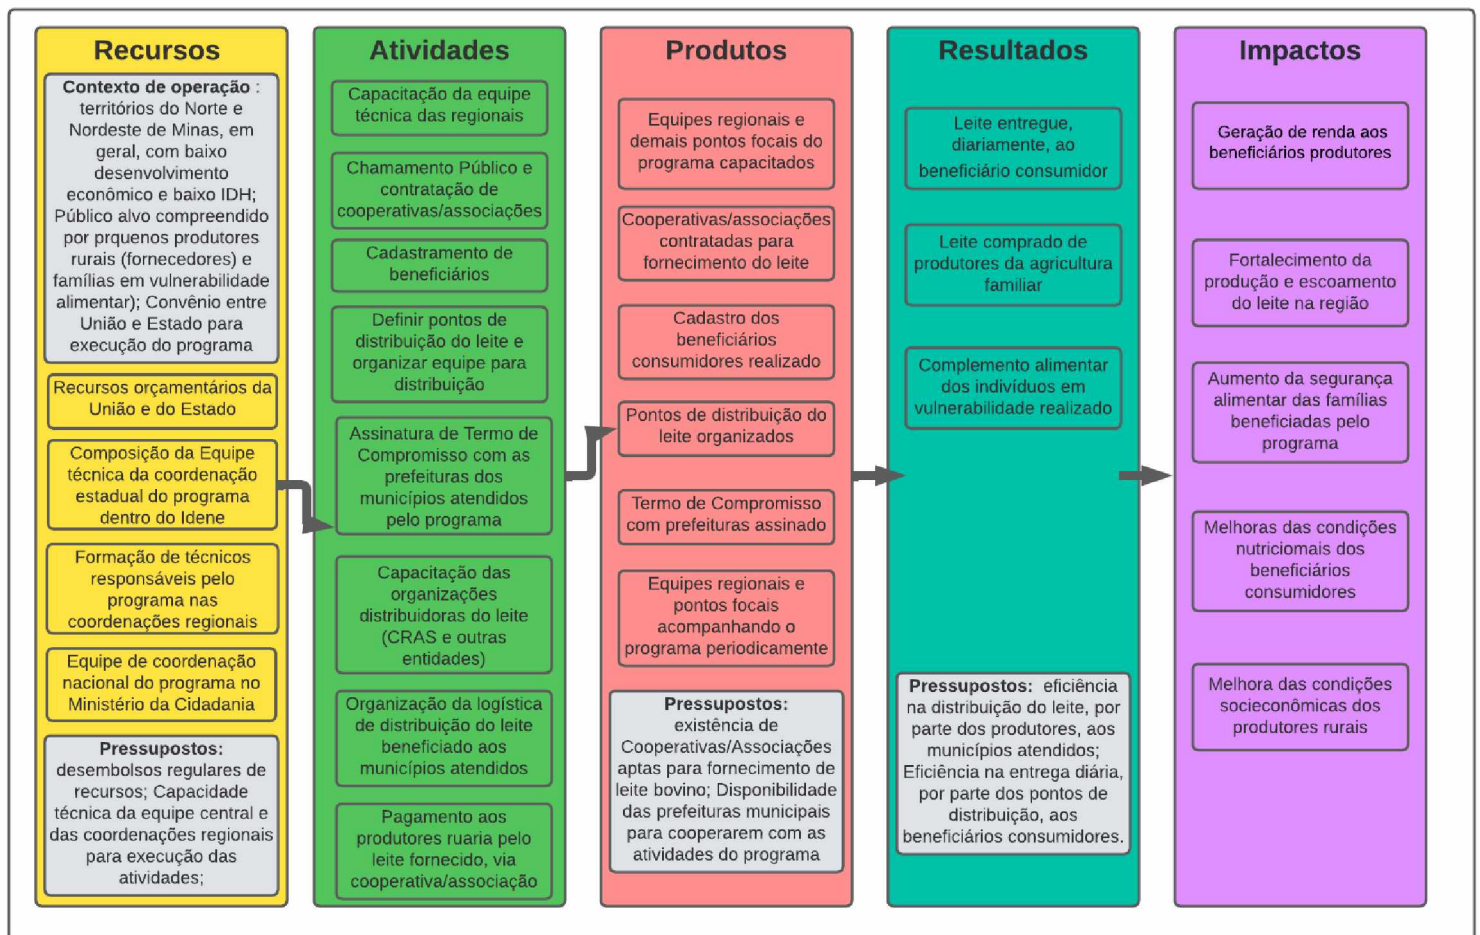 Recursos
Contexto de operação :
territórios do Norte e
Nordeste de Minas, em
geral, com baixo
desenvolvimento
econômico e baixo IDH;
Público alvo compreendido
por prquenos produtores
rurais (fornecedores) e
famílias em vulnerabilidade
alimentar); Convênio entre
União e Estado para
execução do programa
Recursos orçamentários da
União e do Estado
Composição da Equipe
técnica da coordenação
estadual do programa
dentro do Idene
Formação de técnicos
responsáveis pelo
programa nas
coordenações regionais
Equipe de coordenação
nacional do programa no
Ministério da Cidadania
Pressupostos:
desembolsos regulares de
recursos; Capacidade
técnica da equipe central e
das coordenações regionais
para execução das
atividades;
Atividades
Capacitação da equipe
técnica das regionais
Chamamento Público e
contratação de
cooperativas/associações
Cadastramento de
beneficiários
Definir pontos de
distribuição do leite e
organizar equipe para
distribuição
Assinatura de Termo de
Compromisso com as
prefeituras dos
municípios atendidos
pelo programa
Capacitação das
organizações
distribuidoras do leite
(CRAS e outras
entidades)
Organização da logística
de distribuição do leite
beneficiado aos
municípios atendidos
Pagamento aos
produtores ruaria pelo
leite fornecido, via
cooperativa/associação
Produtos
Equipes regionais e
demais pontos focais do
programa capacitados
Cooperativas/associações
contratadas para
fornecimento do leite
Cadastro dos
beneficiários
consumidores realizado
Pontos de distribuição do
leite organizados
Termo de Compromisso
com prefeituras assinado
Equipes regionais e
pontos focais
acompanhando o
programa periodicamente
Pressupostos:
existência de
Cooperativas/Associações
aptas para fornecimento de
leite bovino; Disponibilidade
das prefeituras municipais
para cooperarem com as
atividades do programa
Resultados
Leite entregue,
diariamente, ao
beneficiário consumidor
Leite comprado de
produtores da agricultura
familiar
Complemento alimentar
dos indivíduos em
vulnerabilidade realizado
Pressupostos: eficiência
na distribuição do leite, por
parte dos produtores, aos
municípios atendidos;
Eficiência na entrega diária,
por parte dos pontos de
distribuição, aos
beneficiários consumidores.
Impactos
Geração de renda aos
beneficiários produtores
Fortalecimento da
produção e escoamento
do leite na região
Aumento da segurança
alimentar das famílias
beneficiadas pelo
programa
Melhoras das condições
nutriciomais dos
beneficiários
consumidores
Melhora das condições
socieconômicas dos
produtores rurais